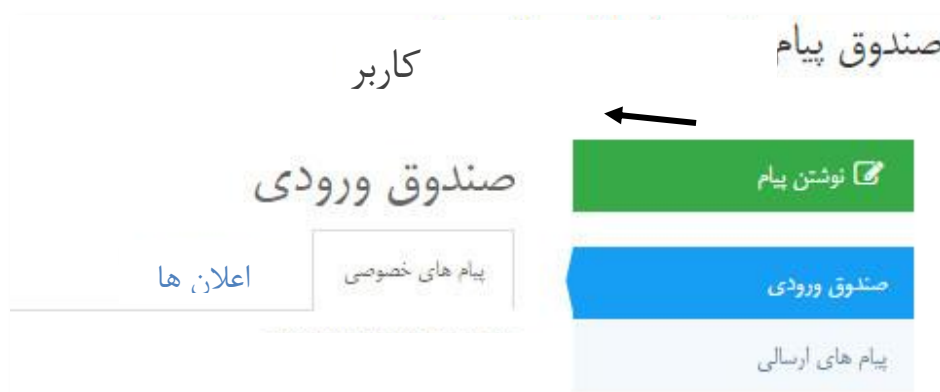 صندوق پیام
کاربر
نوشتن پیام
صندوق ورودی
پیام های ارسالی
صندوق ورودی
پیام های خصوصی
اعلان ها